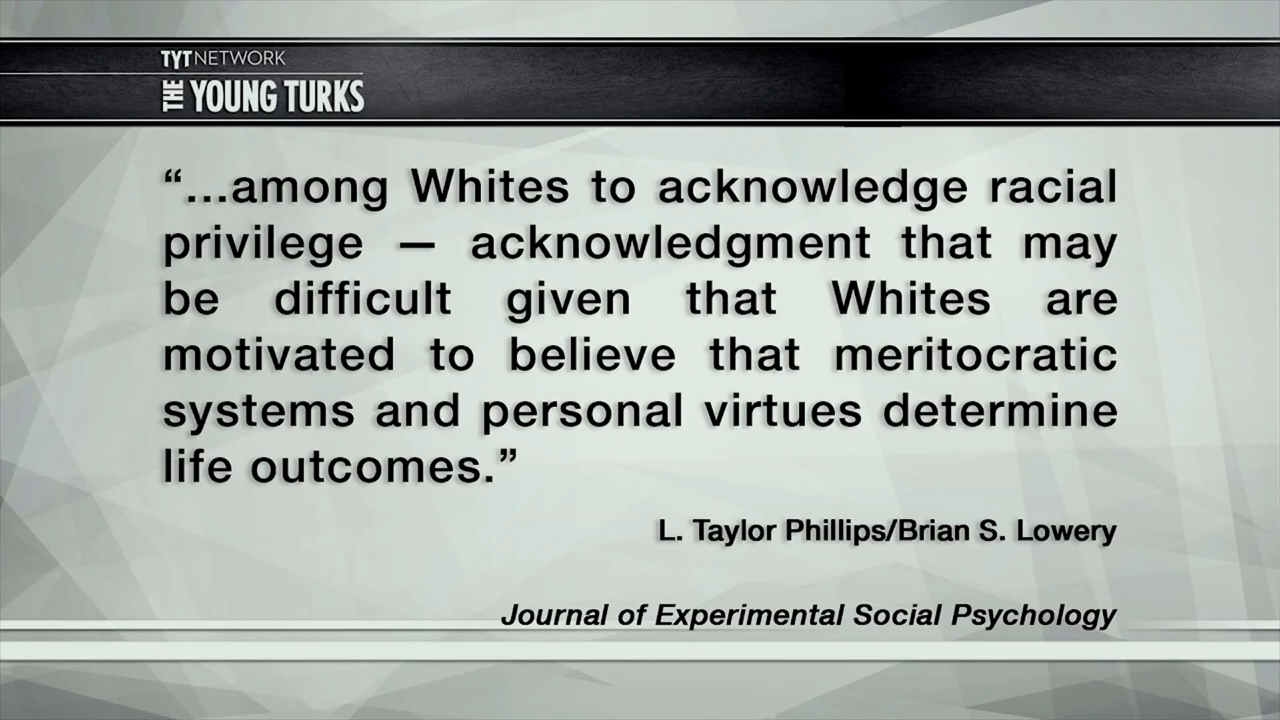 TYT NETWORK
THE YOUNG TURKS
“...among Whites to acknowledge racial
privilege — acknowledgment that may
be difficult given that Whites are
motivated to believe that meritocratic
systems and personal virtues determine
life outcomes.”
L. Taylor Phillips/Brian S. Lowery
Journal of Experimental Social Psychology